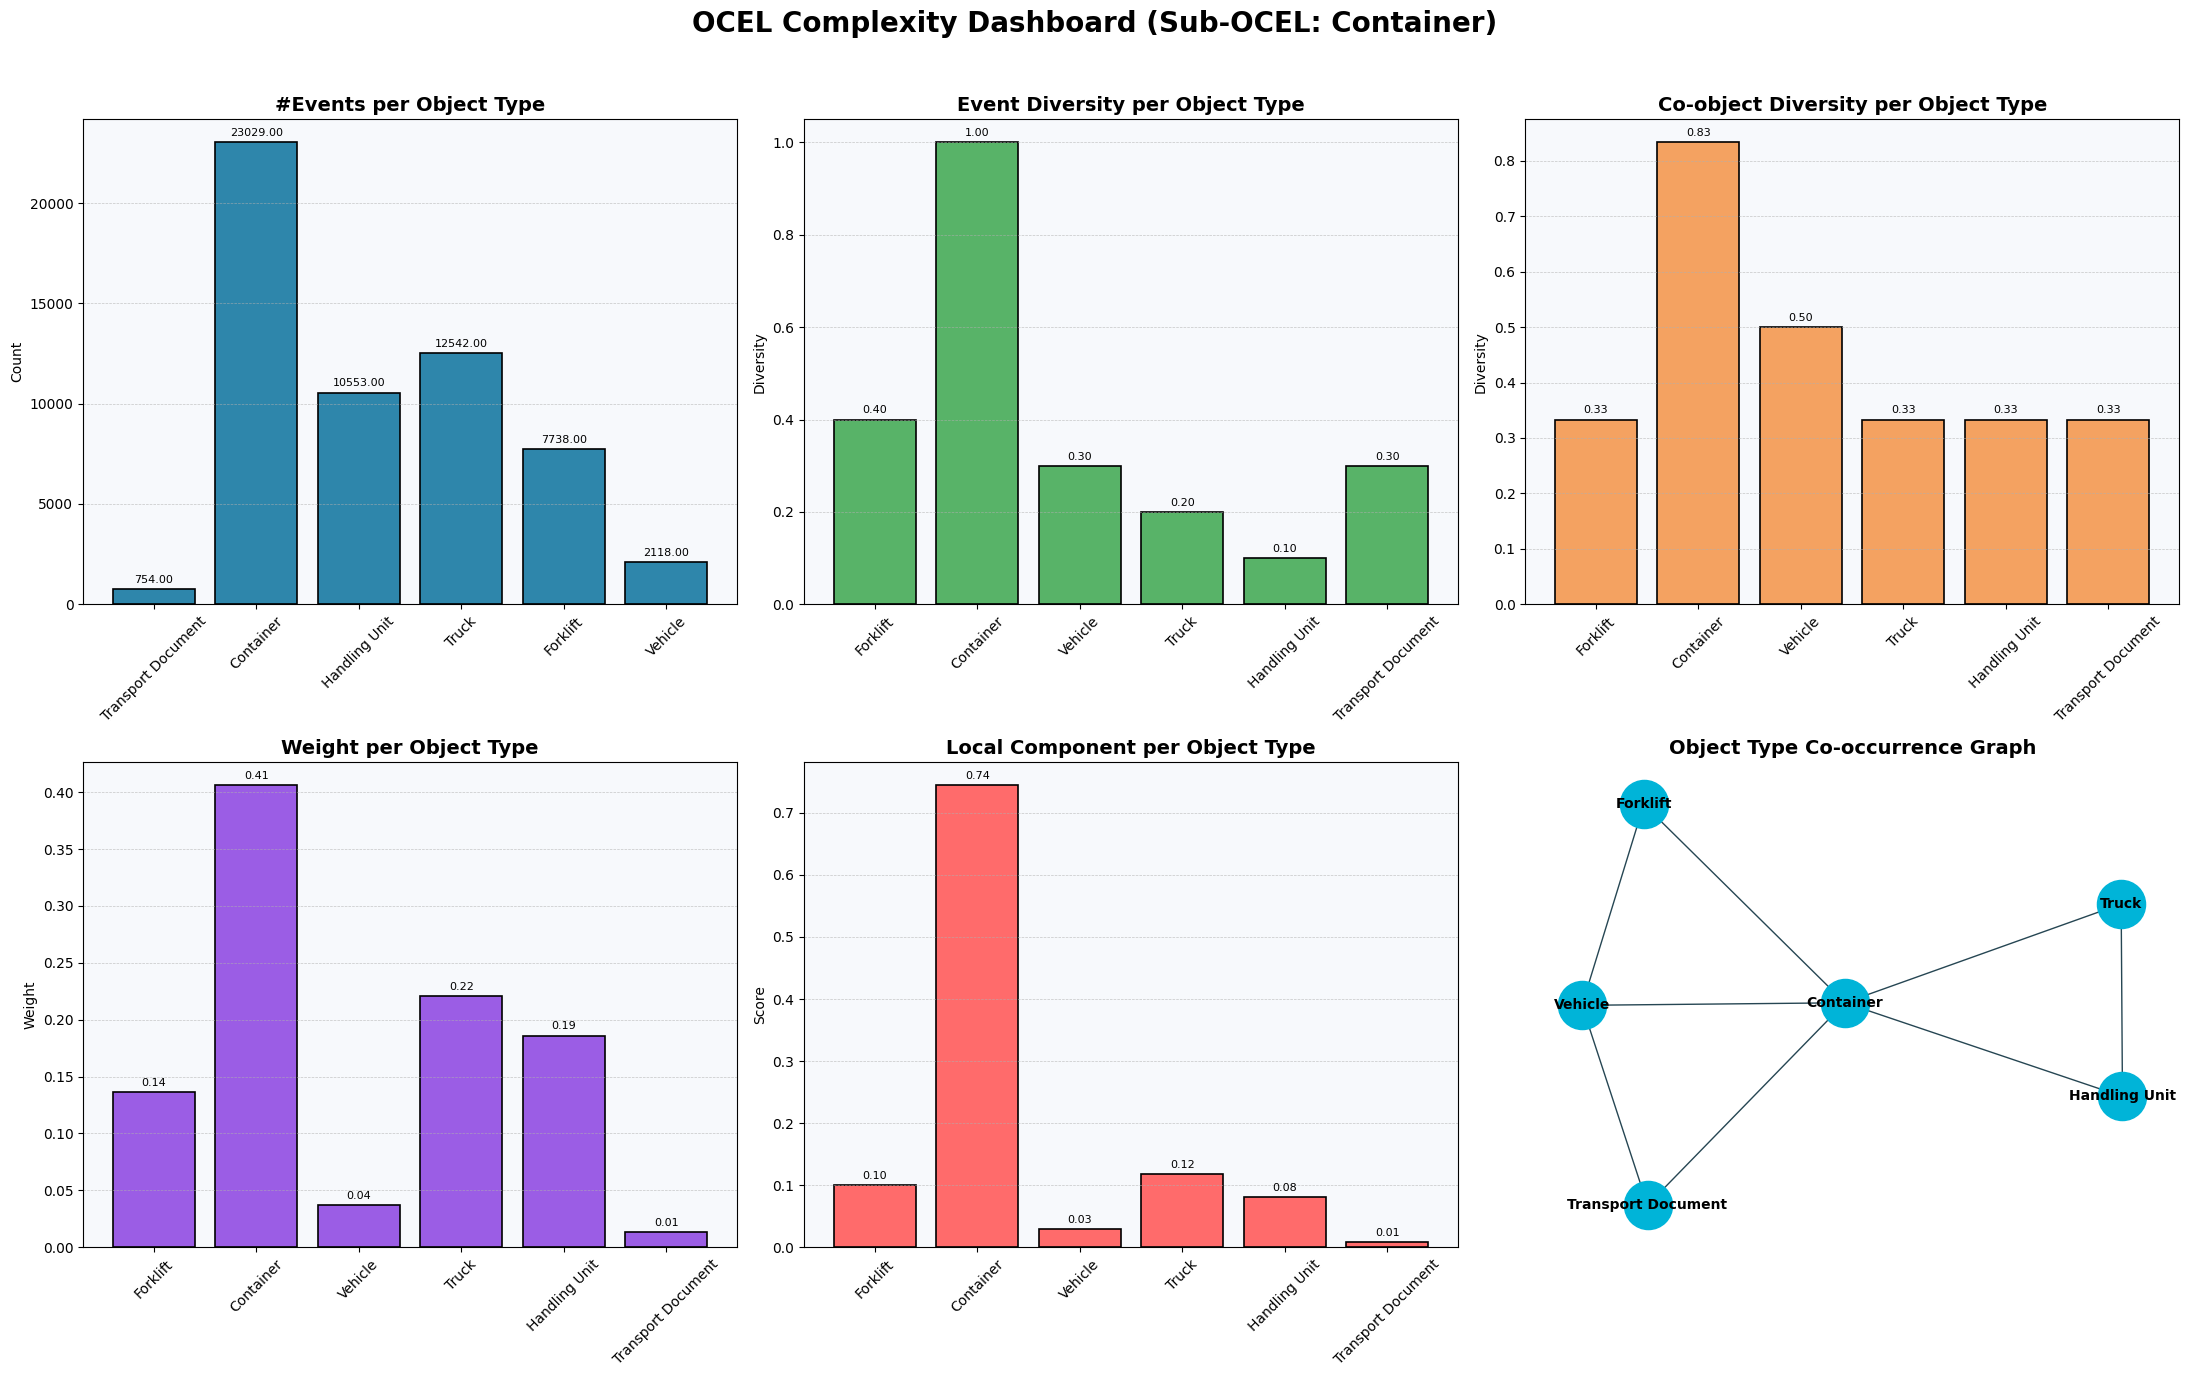 OCEL Complexity Dashboard (Sub-OCEL: Container)
#Events per Object Type
Count
20000
15000
10000
5000
0
754.00
23029.00
10553.00
12542.00
7738.00
2118.00
Transport Document
Container
Handling Unit
Truck
Forklift
Vehicle
Event Diversity per Object Type
Diversity
1.0
0.8
0.6
0.4
0.2
0.0
0.40
1.00
0.30
0.20
0.10
0.30
Forklift
Container
Vehicle
Truck
Handling Unit
Transport Document
Co-object Diversity per Object Type
Diversity
0.8
0.7
0.6
0.5
0.4
0.3
0.2
0.1
0.0
0.33
0.83
0.50
0.33
0.33
0.33
Forklift
Container
Vehicle
Truck
Handling Unit
Transport Document
Weight per Object Type
Weight
0.40
0.35
0.30
0.25
0.20
0.15
0.10
0.05
0.00
0.14
0.41
0.04
0.22
0.19
0.01
Forklift
Container
Vehicle
Truck
Handling Unit
Transport Document
Local Component per Object Type
Score
0.7
0.6
0.5
0.4
0.3
0.2
0.1
0.0
0.10
0.74
0.03
0.12
0.08
0.01
Forklift
Container
Vehicle
Truck
Handling Unit
Transport Document
Object Type Co-occurrence Graph
Forklift
Truck
Vehicle
Container
Handling Unit
Transport Document